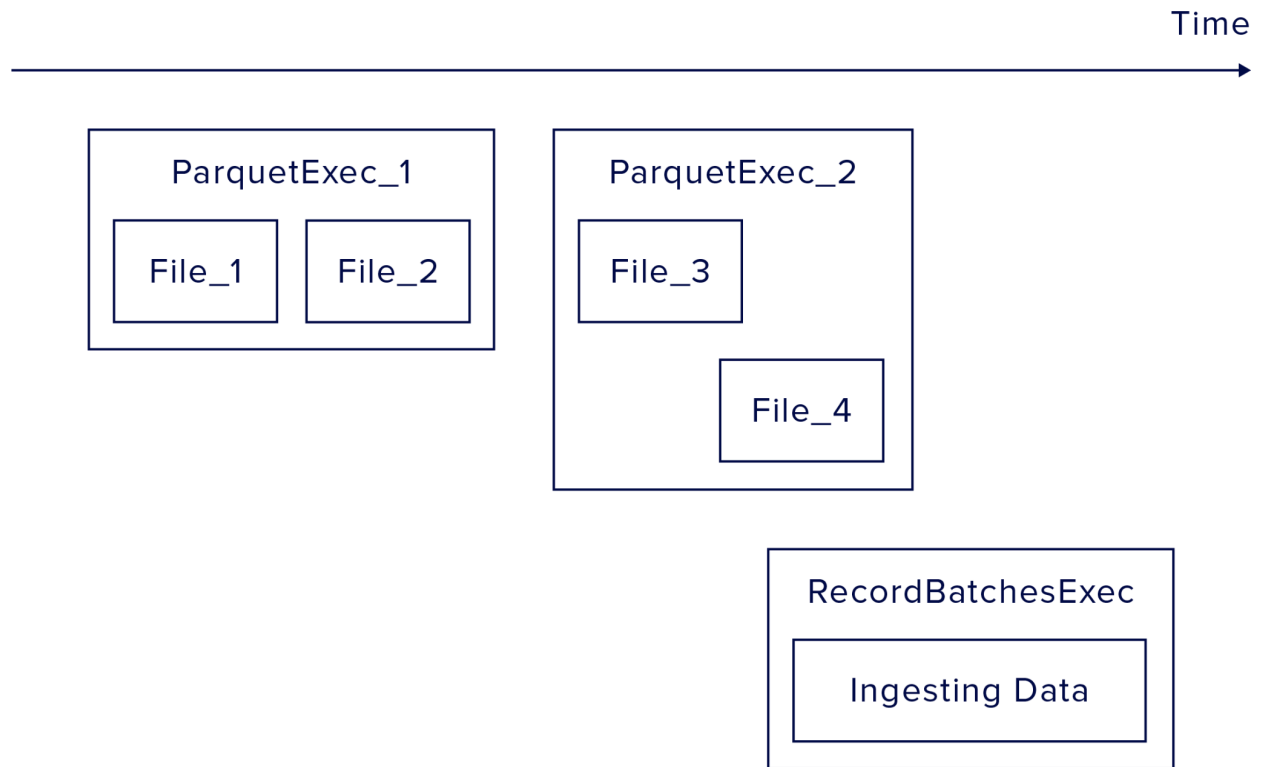 Time
ParquetExec_1
ParquetExec_2
File_1
File_2
File_3
File_4
RecordBatchesExec
Ingesting Data